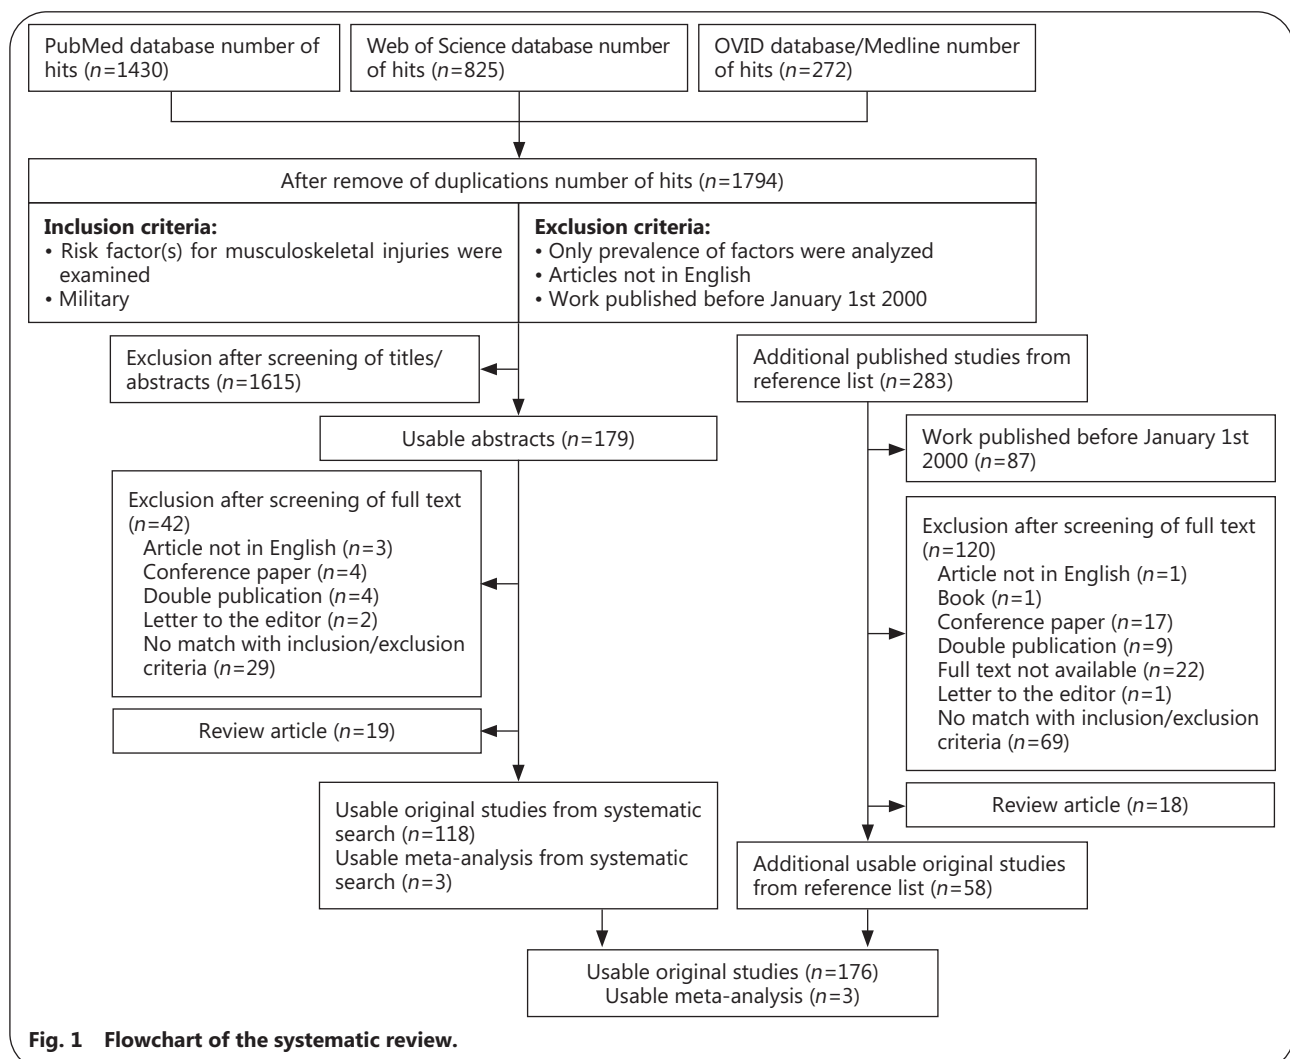 PubMed database number of
hits (n=1430)
Web of Science database number
of hits (n=825)
OVID database/Medline number
of hits (n=272)
After remove of duplications number of hits (n=1794)
Inclusion criteria:
• Risk factor(s) for musculoskeletal injuries were
examined
• Military
Exclusion criteria:
• Only prevalence of factors were analyzed
• Articles not in English
• Work published before January 1st 2000
Exclusion after screening of titles/
abstracts (n=1615)
Additional published studies from
reference list (n=283)
Usable abstracts (n=179)
Work published before January 1st
2000 (n=87)
Exclusion after screening of full text
(n=42)
Article not in English (n=3)
Conference paper (n=4)
Double publication (n=4)
Letter to the editor (n=2)
No match with inclusion/exclusion
criteria (n=29)
Exclusion after screening of full text
(n=120)
Article not in English (n=1)
Book (n=1)
Conference paper (n=17)
Double publication (n=9)
Full text not available (n=22)
Letter to the editor (n=1)
No match with inclusion/exclusion
criteria (n=69)
Review article (n=19)
Review article (n=18)
Usable original studies from systematic
search (n=118)
Usable meta-analysis from systematic
search (n=3)
Additional usable original studies
from reference list (n=58)
Usable original studies (n=176)
Usable meta-analysis (n=3)
Fig. 1 Flowchart of the systematic review.